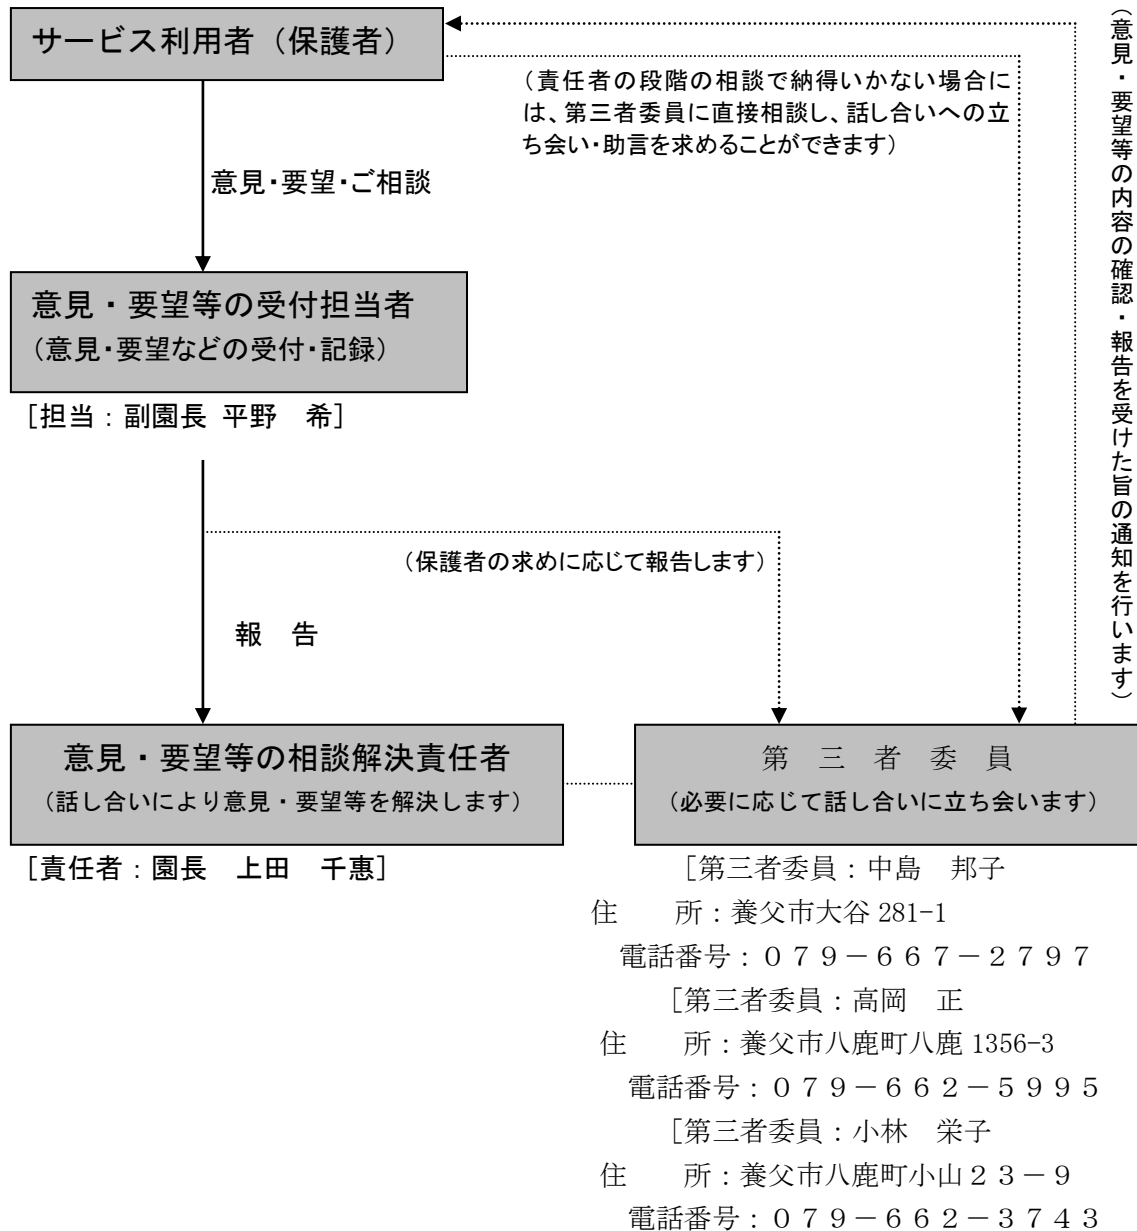 サービス利用者（保護者）
（責任者の段階の相談で納得いかない場合に
は、第三者委員に直接相談し、話し合いへの立
ち会い・助言を求めることができます）
（意見・要望等の内容の確認・報告を受けた旨の通知を行います）
意見・要望・ご相談
意見・要望等の受付担当者
（意見・要望などの受付・記録）
［担当：副園長 平野　希］
（保護者の求めに応じて報告します）
報　告
意見・要望等の相談解決責任者
（話し合いにより意見・要望等を解決します）
［責任者：園長　上田　千恵］
第　三　者　委　員
（必要に応じて話し合いに立ち会います）
［第三者委員：中島　邦子
住　　所：養父市大谷 281-1
電話番号：０７９－６６７－２７９７
［第三者委員：高岡　正
住　　所：養父市八鹿町八鹿 1356-3
電話番号：０７９－６６２－５９９５
［第三者委員：小林　栄子
住　　所：養父市八鹿町小山２３－９
電話番号：０７９－６６２－３７４３